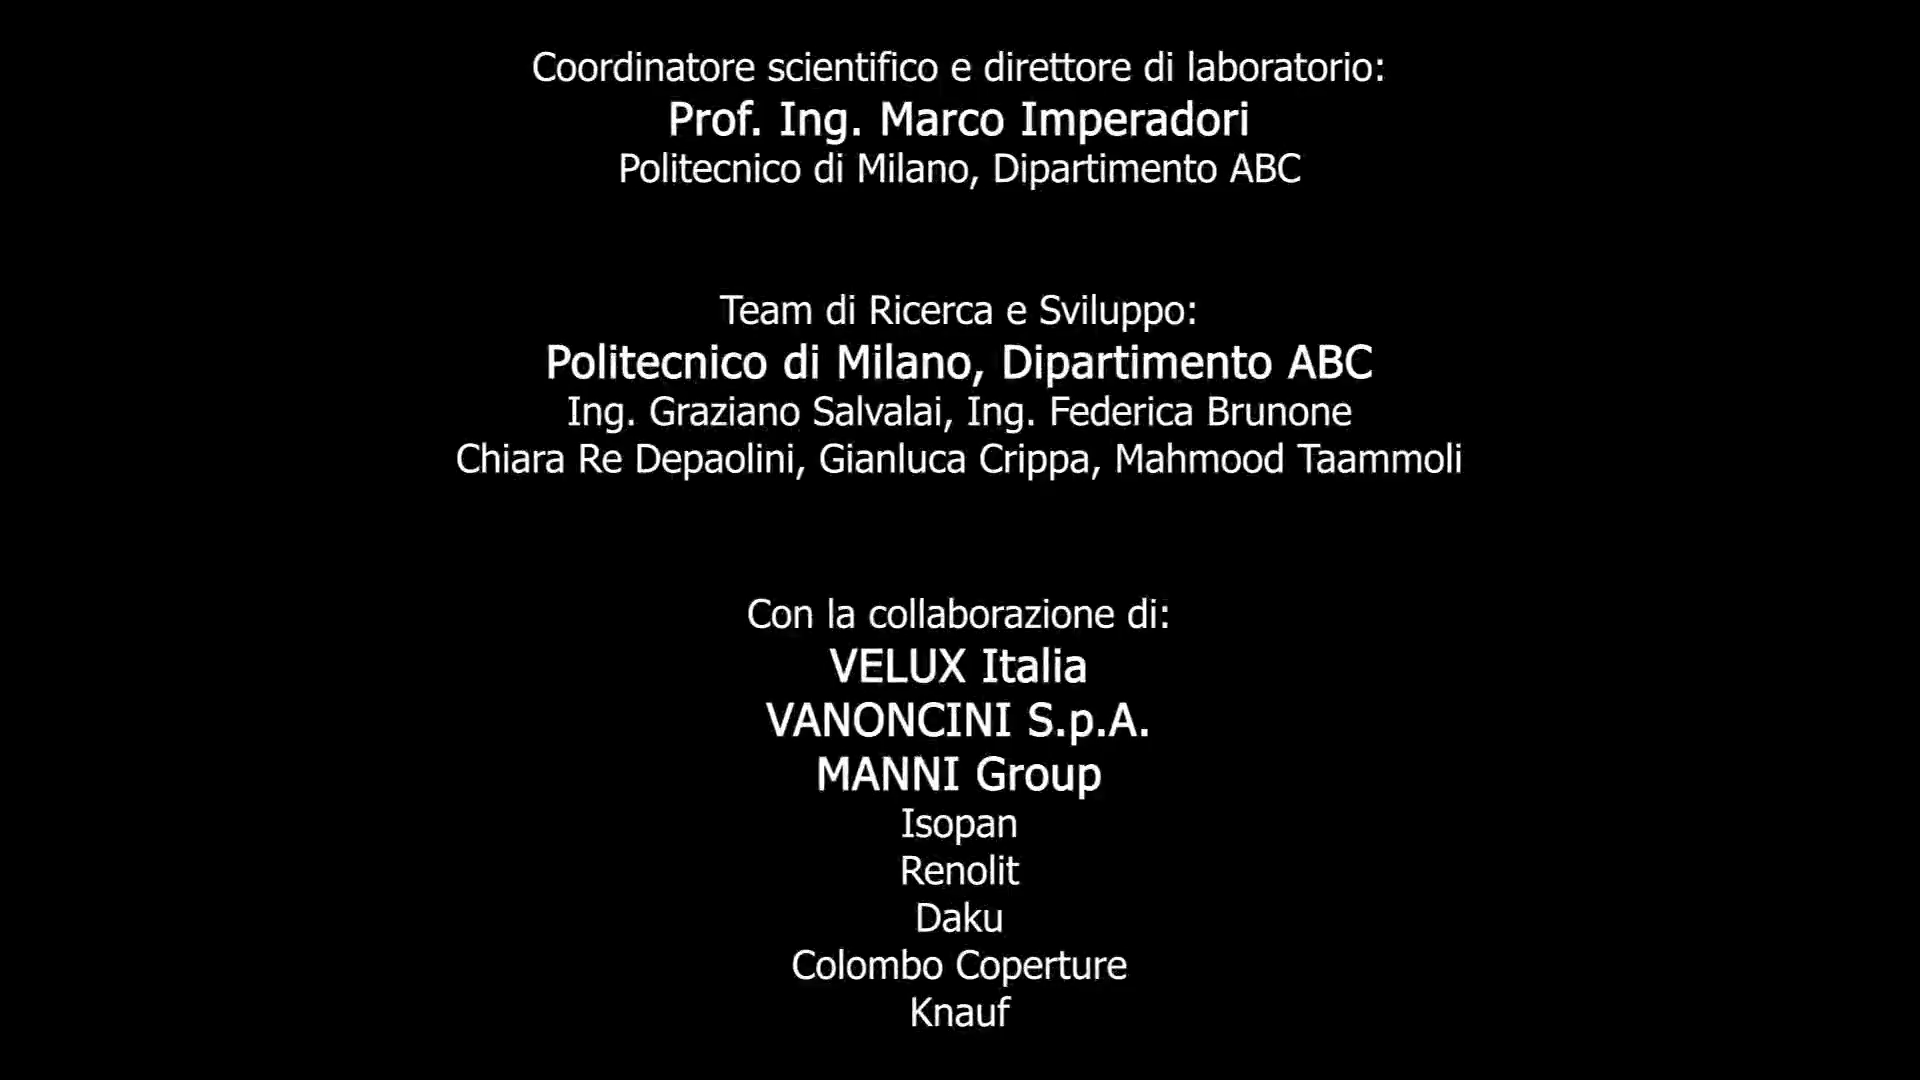 Coordinatore scientifico e direttore di laboratorio:
Prof. Ing. Marco Imperadori
Politecnico di Milano, Dipartimento ABC
Team di Ricerca e Sviluppo:
Politecnico di Milano, Dipartimento ABC
Ing. Graziano Salvalai, Ing. Federica Brunone
Chiara Re Depaolini, Gianluca Crippa, Mahmood Taammoli
Con la collaborazione di:
VELUX Italia
VANONCINI S.p.A.
MANNI Group
Isopan
Renolit
Daku
Colombo Coperture
Knauf